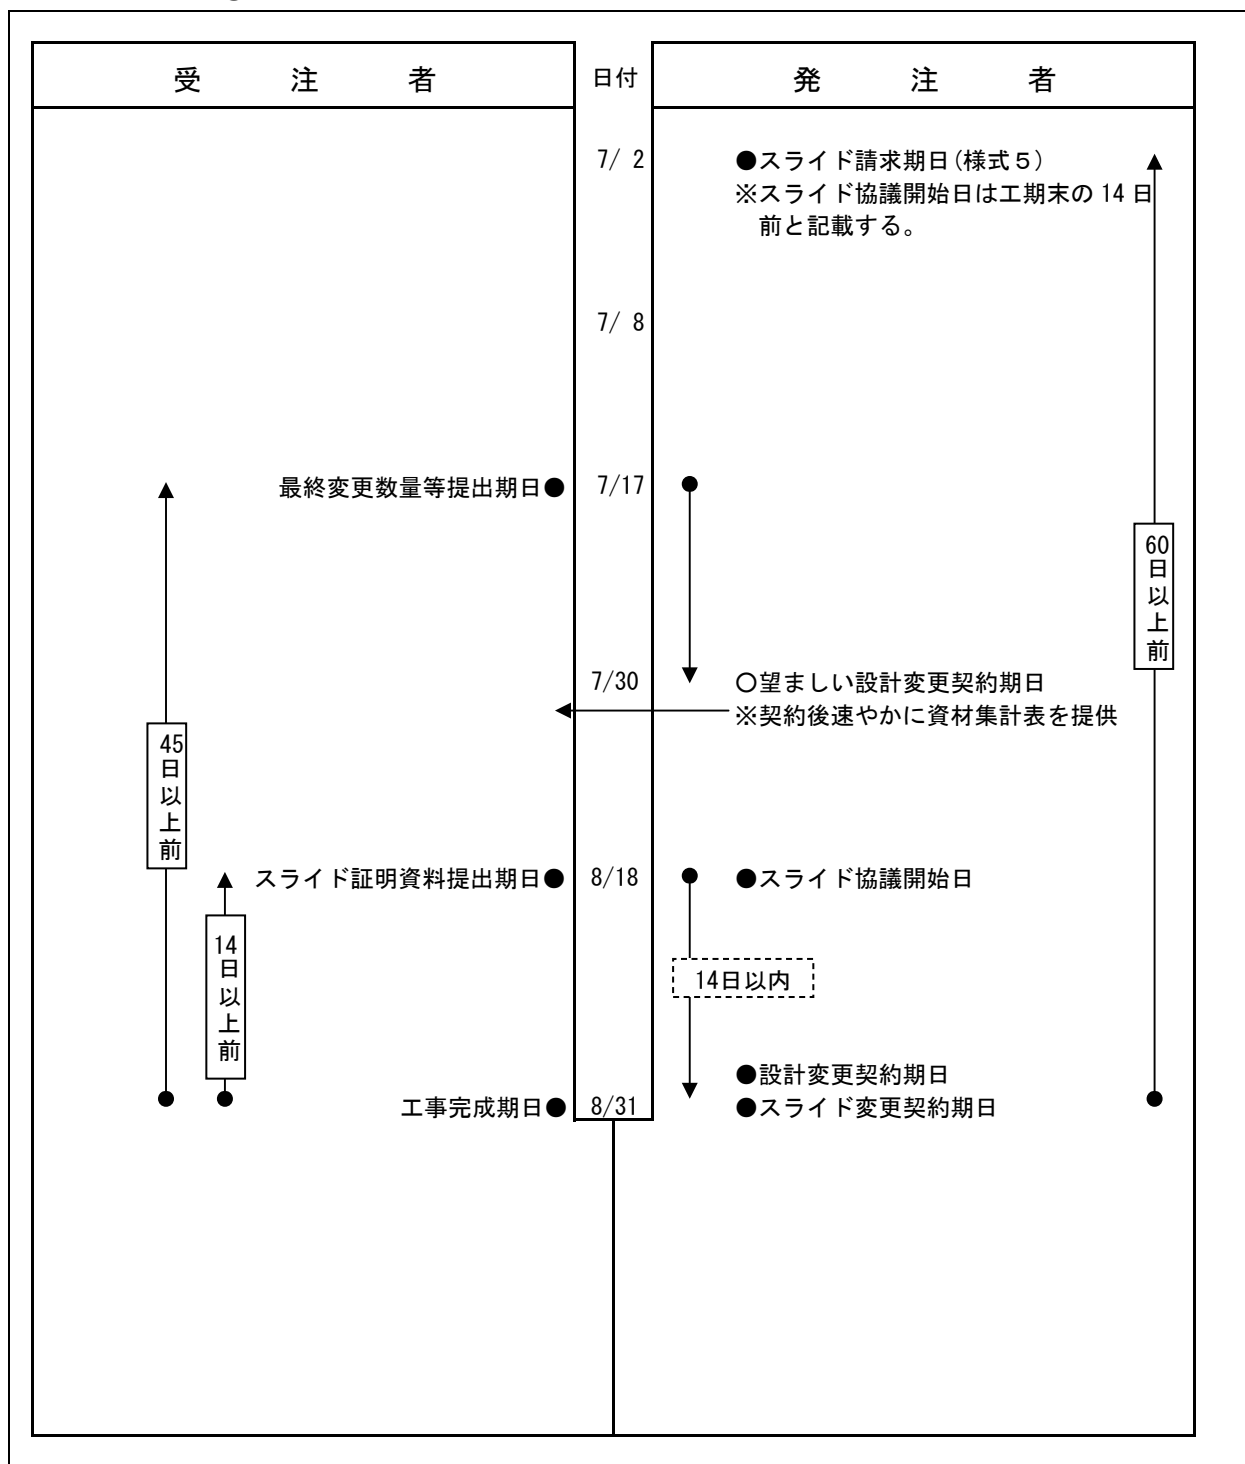 受注者 日付 発注者
7/ 2 ●スライド請求期日(様式5)
※スライド協議開始日は工期末の 14 日
前と記載する。
7/ 8
最終変更数量等提出期日● 7/17
60日以上前
7/30 ○望ましい設計変更契約期日
※契約後速やかに資材集計表を提供
45日以上前
スライド証明資料提出期日● 8/18 ●スライド協議開始日
14日以上前
14日以内
●設計変更契約期日
工事完成期日● 8/31 ●スライド変更契約期日